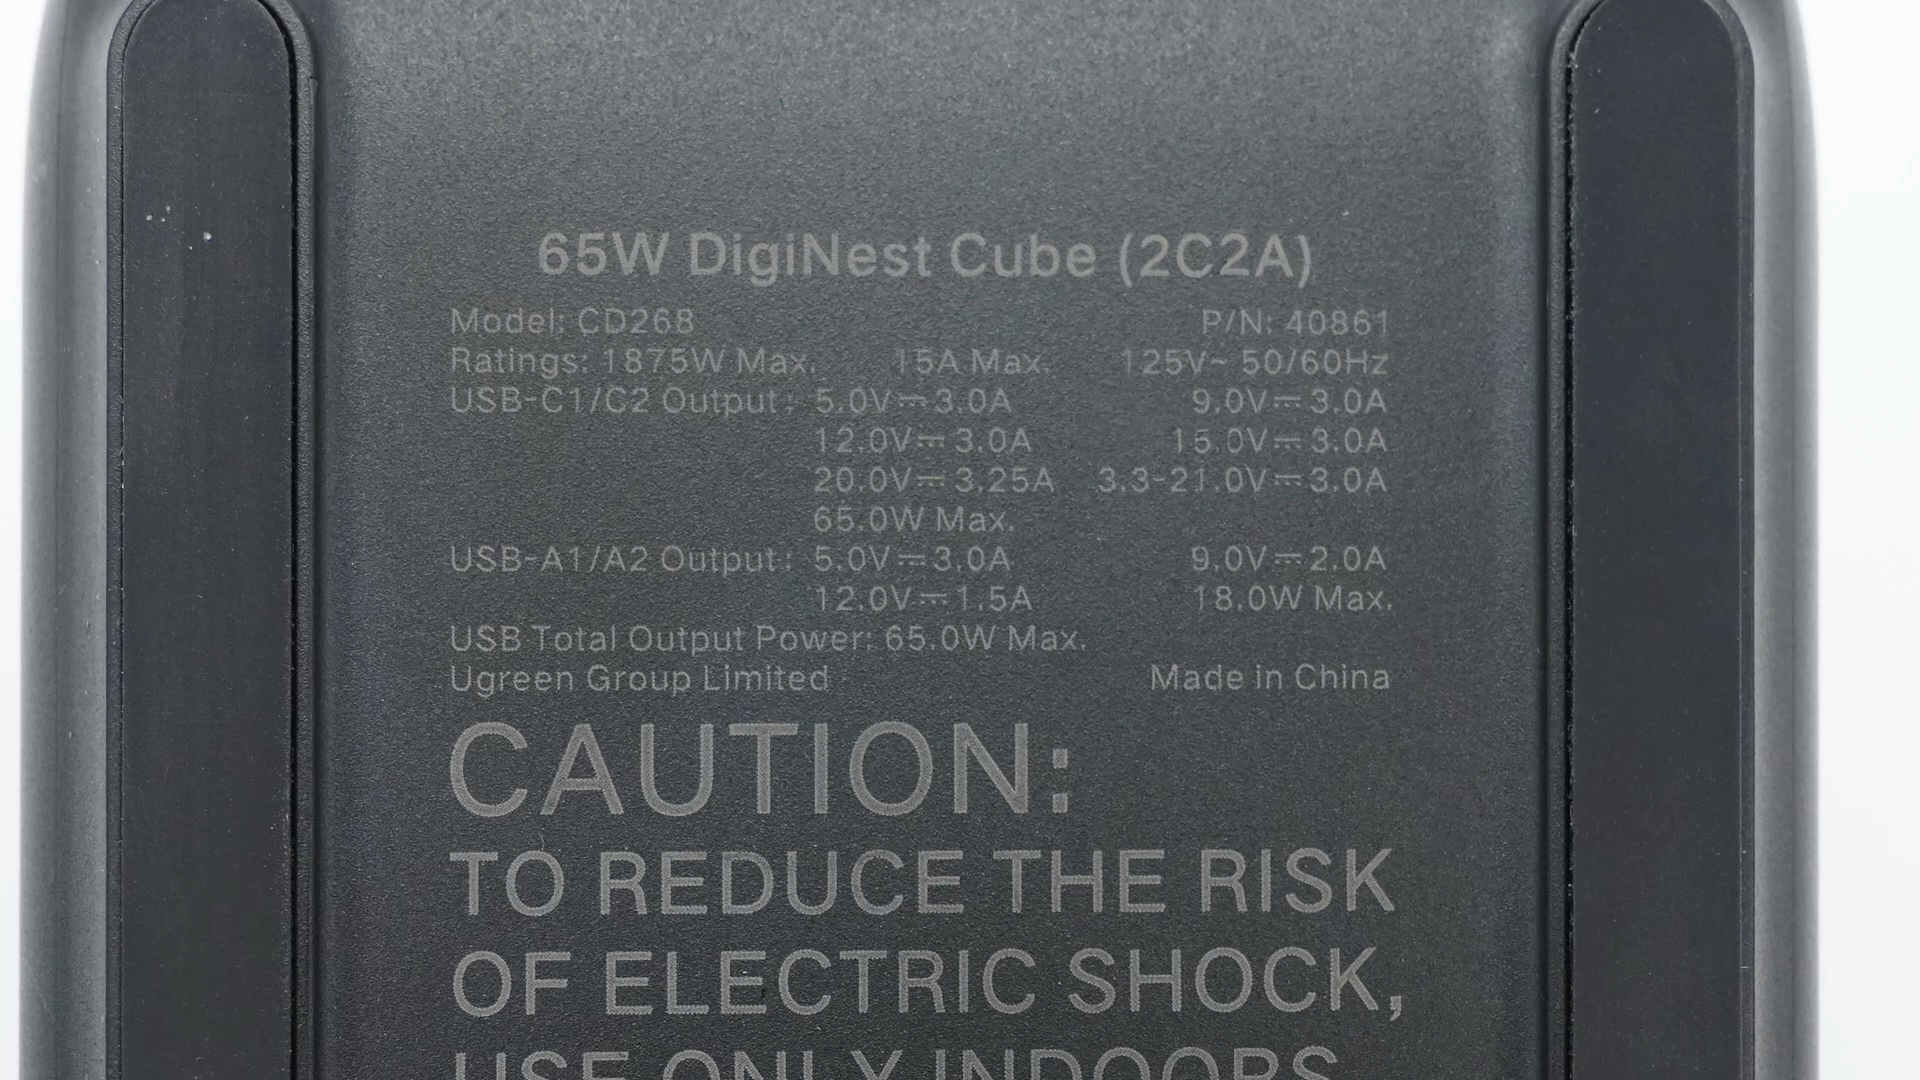 65W DigiNest Cube (2C2A)
Model: CD268 P/N: 40861
Ratings: 1875W Max. 15A Max. 125V~ 50/60Hz
USB-C1/C2 Output: 5.0V⎓3.0A 9.0V⎓3.0A
12.0V⎓3.0A 15.0V⎓3.0A
20.0V⎓3.25A 3.3-21.0V⎓3.0A
65.0W Max.
USB-A1/A2 Output: 5.0V⎓3.0A 9.0V⎓2.0A
12.0V⎓1.5A 18.0W Max.
USB Total Output Power: 65.0W Max.
Ugreen Group Limited Made in China
CAUTION:
TO REDUCE THE RISK
OF ELECTRIC SHOCK,
USE ONLY INDOORS